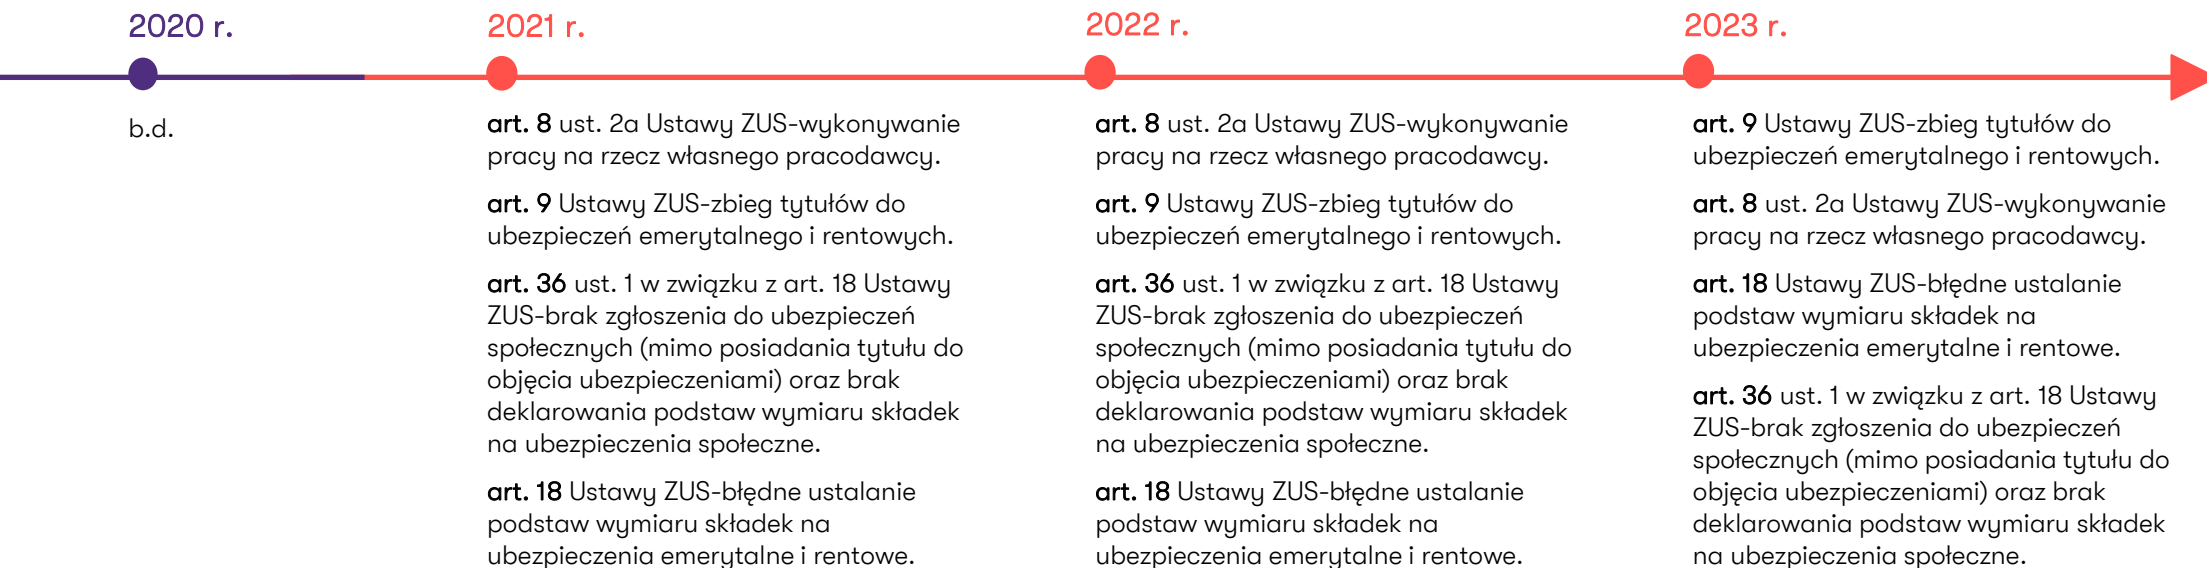 2020 r.
b.d.
2021 r.
art. 8 ust. 2a Ustawy ZUS-wykonywanie
pracy na rzecz własnego pracodawcy.
art. 9 Ustawy ZUS-zbieg tytułów do
ubezpieczeń emerytalnego i rentowych.
art. 36 ust. 1 w związku z art. 18 Ustawy
ZUS-brak zgłoszenia do ubezpieczeń
społecznych (mimo posiadania tytułu do
objęcia ubezpieczeniami) oraz brak
deklarowania podstaw wymiaru składek
na ubezpieczenia społeczne.
art. 18 Ustawy ZUS-błędne ustalanie
podstaw wymiaru składek na
ubezpieczenia emerytalne i rentowe.
2022 r.
art. 8 ust. 2a Ustawy ZUS-wykonywanie
pracy na rzecz własnego pracodawcy.
art. 9 Ustawy ZUS-zbieg tytułów do
ubezpieczeń emerytalnego i rentowych.
art. 36 ust. 1 w związku z art. 18 Ustawy
ZUS-brak zgłoszenia do ubezpieczeń
społecznych (mimo posiadania tytułu do
objęcia ubezpieczeniami) oraz brak
deklarowania podstaw wymiaru składek
na ubezpieczenia społeczne.
art. 18 Ustawy ZUS-błędne ustalanie
podstaw wymiaru składek na
ubezpieczenia emerytalne i rentowe.
2023 r.
art. 9 Ustawy ZUS-zbieg tytułów do
ubezpieczeń emerytalnego i rentowych.
art. 8 ust. 2a Ustawy ZUS-wykonywanie
pracy na rzecz własnego pracodawcy.
art. 18 Ustawy ZUS-błędne ustalanie
podstaw wymiaru składek na
ubezpieczenia emerytalne i rentowe.
art. 36 ust. 1 w związku z art. 18 Ustawy
ZUS-brak zgłoszenia do ubezpieczeń
społecznych (mimo posiadania tytułu do
objęcia ubezpieczeniami) oraz brak
deklarowania podstaw wymiaru składek
na ubezpieczenia społeczne.